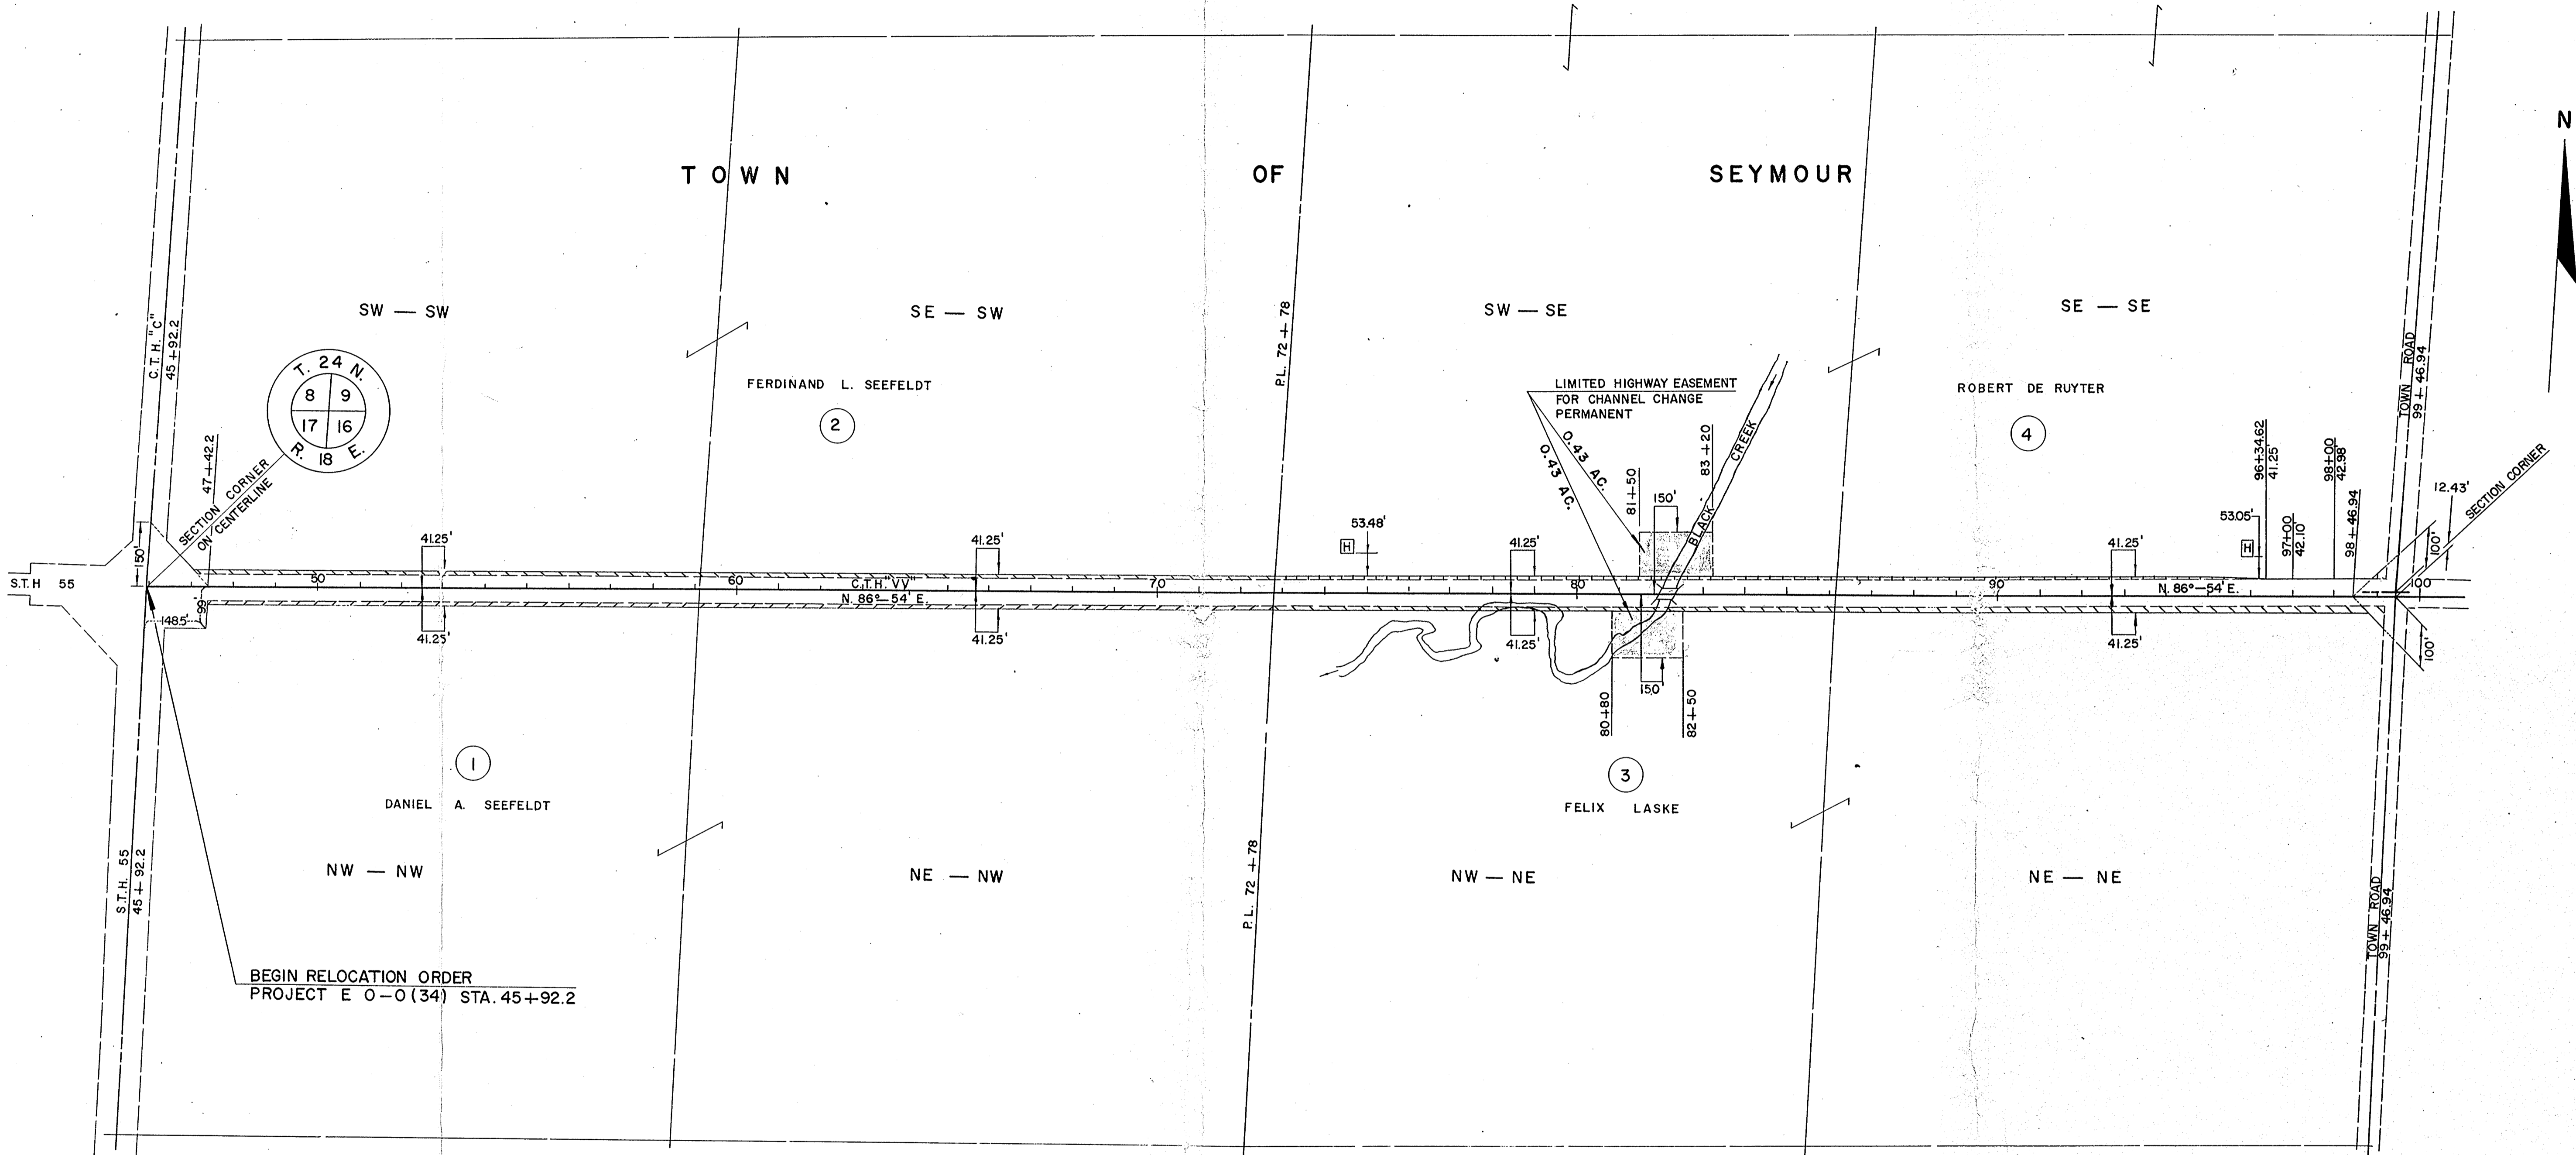 TOWN OF SEYMOUR
N
SW — SW
SE — SW
SW — SE
SE — SE
C.T.H. "C"
45+92.2
T. 24 N.
8 9
17 16
R. 18 E.
SECTION CORNER
ON CENTERLINE
47+42.2
FERDINAND L. SEEFELDT
2
P.L. 72+78
LIMITED HIGHWAY EASEMENT
FOR CHANNEL CHANGE
PERMANENT
0.43 AC.
0.43 AC.
81+50
83+20
150'
BLACK CREEK
ROBERT DE RUYTER
4
TOWN ROAD
99+46.94
96+34.62
41.25'
98+00
42.98'
98+46.94
97+00
42.10'
53.05'
H
12.43'
SECTION CORNER
100'
100'
53.48'
H
150'
S.T.H 55
148.5'
66'
41.25'
41.25'
41.25'
41.25'
50
60
C.T.H. "VV"
70
80
90
100
N. 86°-54' E.
N. 86°-54' E.
41.25'
41.25'
41.25'
41.25'
150'
80+80
82+50
1
DANIEL A. SEEFELDT
3
FELIX LASKE
NW — NW
NE — NW
NW — NE
NE — NE
S.T.H. 55
45+92.2
P.L. 72+78
TOWN ROAD
99+46.94
BEGIN RELOCATION ORDER
PROJECT E 0-0(34) STA. 45+92.2